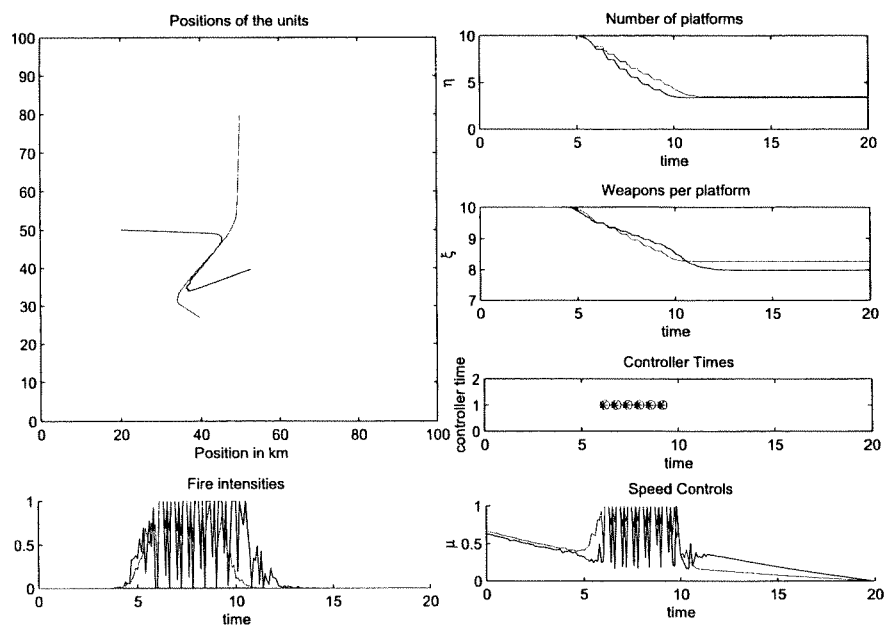 Positions of the units
100
90
80
70
60
50
40
30
20
10
0
0 20 40 60 80 100
Position in km
Number of platforms
10
5
0
η
0 5 10 15 20
time
Weapons per platform
10
9
8
7
ξ
0 5 10 15 20
time
Controller Times
2
1
0
controller time
0 5 10 15 20
time
Fire intensities
1
0.5
0
0 5 10 15 20
time
Speed Controls
1
0.5
0
μ
0 5 10 15 20
time